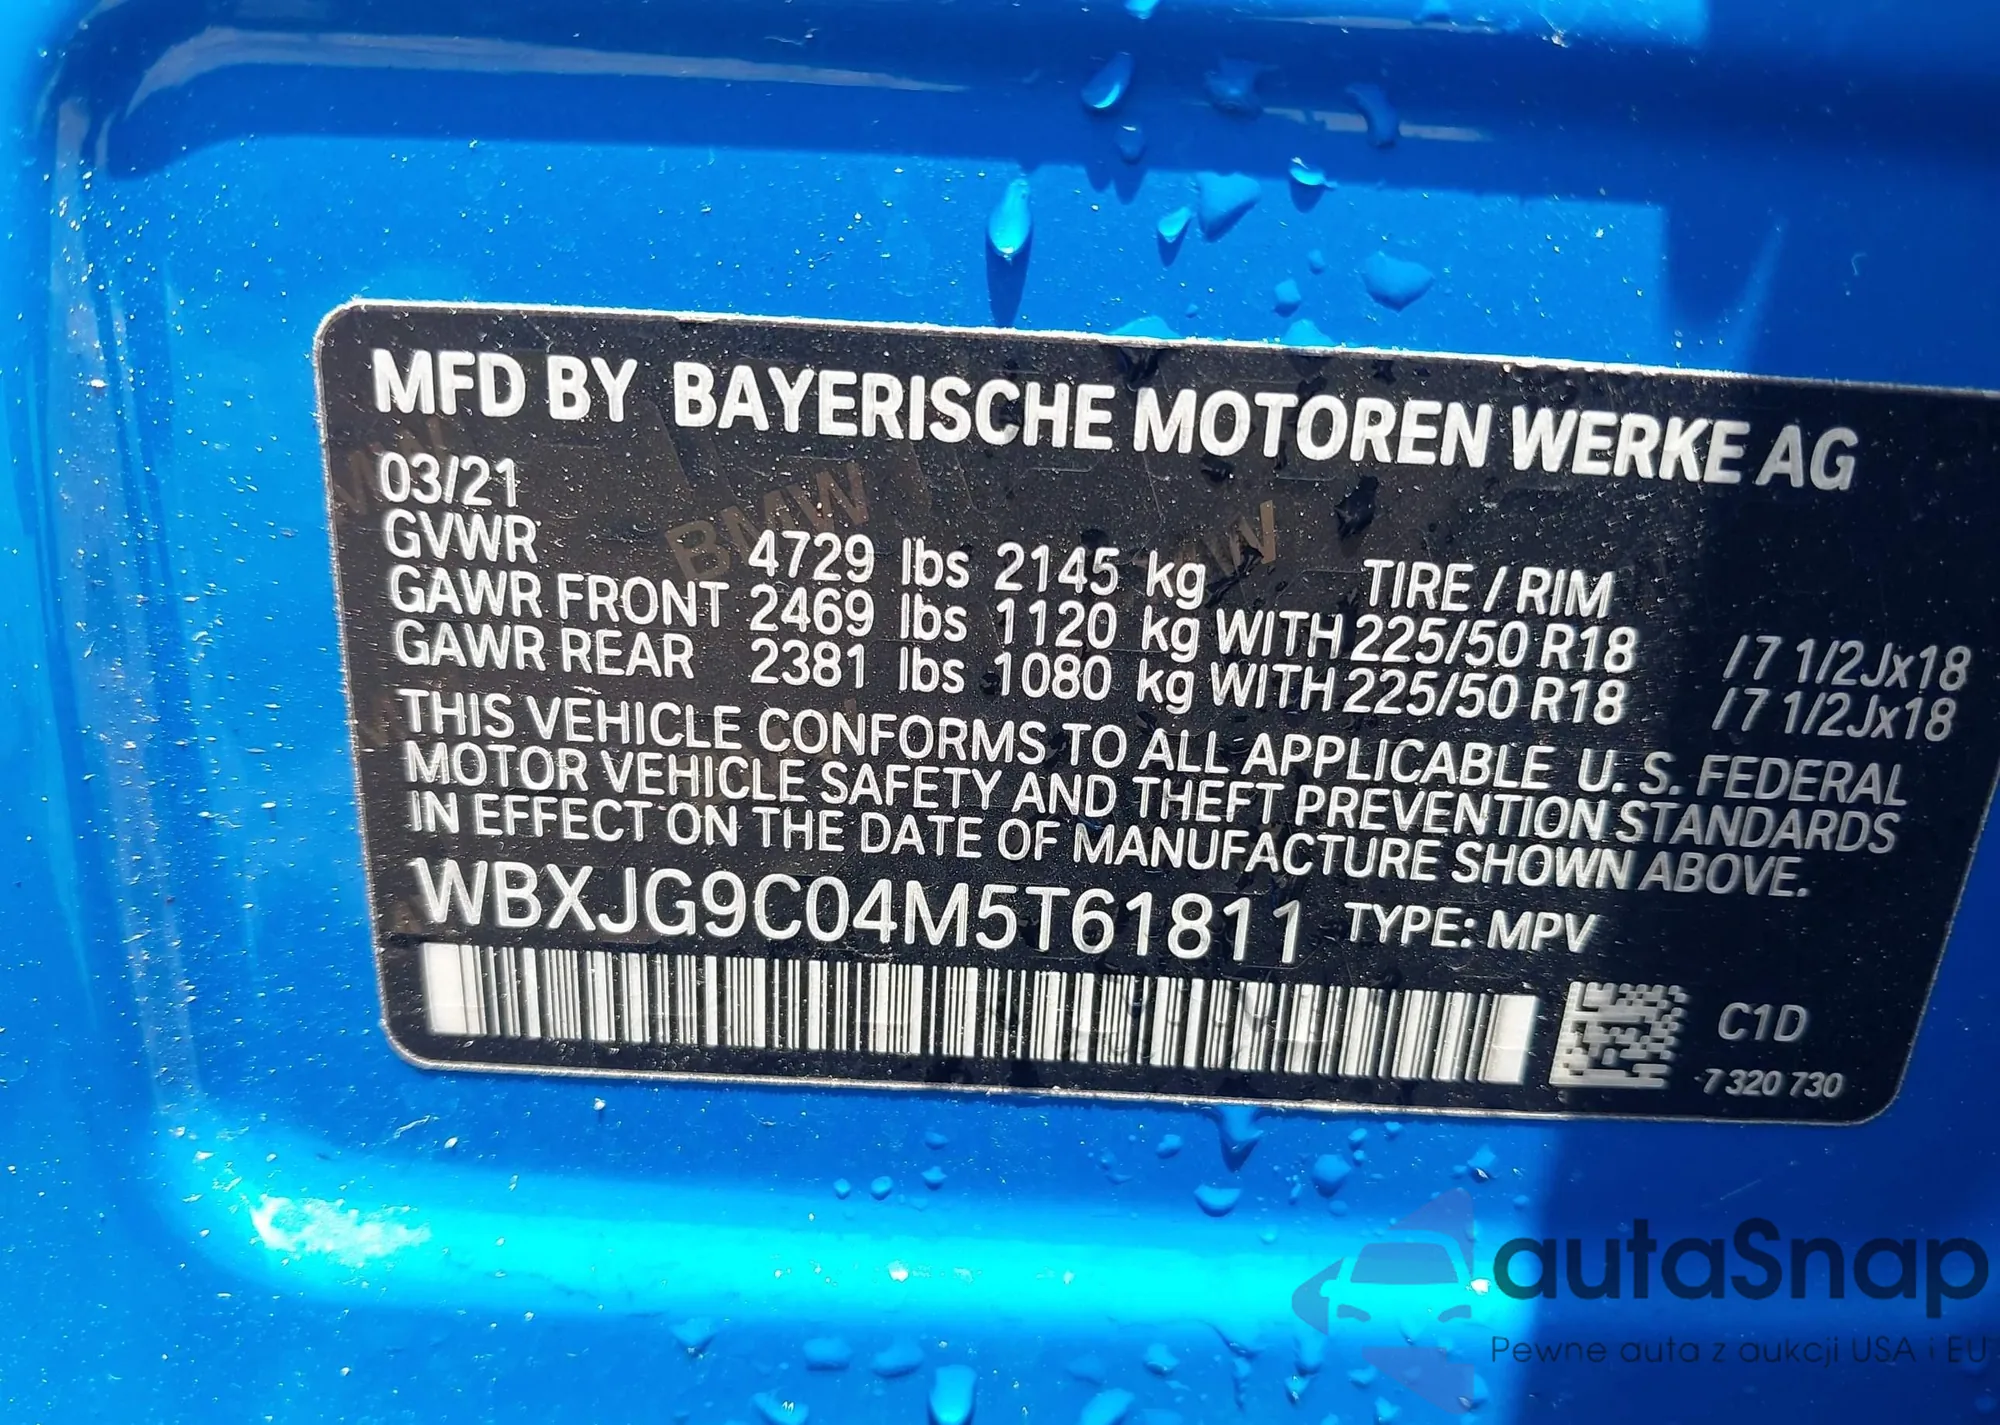 MFD BY BAYERISCHE MOTOREN WERKE AG
03/21
GVWR 4729 lbs 2145 kg TIRE / RIM
GAWR FRONT 2469 lbs 1120 kg WITH 225/50 R18 /7 1/2Jx18
GAWR REAR 2381 lbs 1080 kg WITH 225/50 R18 /7 1/2Jx18
THIS VEHICLE CONFORMS TO ALL APPLICABLE U. S. FEDERAL
MOTOR VEHICLE SAFETY AND THEFT PREVENTION STANDARDS
IN EFFECT ON THE DATE OF MANUFACTURE SHOWN ABOVE.
WBXJG9C04M5T61811 TYPE: MPV
C1D
7 320 730
autaSnap
Pewne auta z aukcji USA i EU